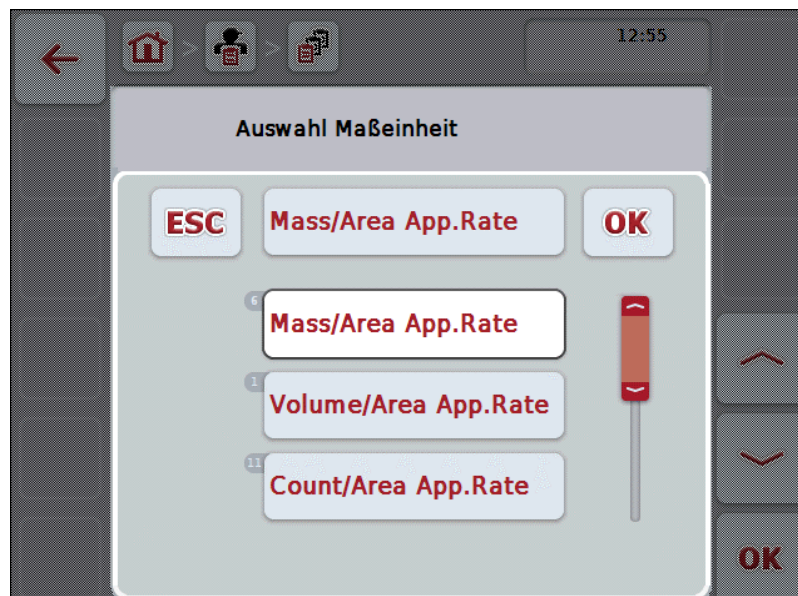 12:55
Auswahl Maßeinheit
ESC
Mass/Area App.Rate
OK
6
Mass/Area App.Rate
1
Volume/Area App.Rate
11
Count/Area App.Rate
OK